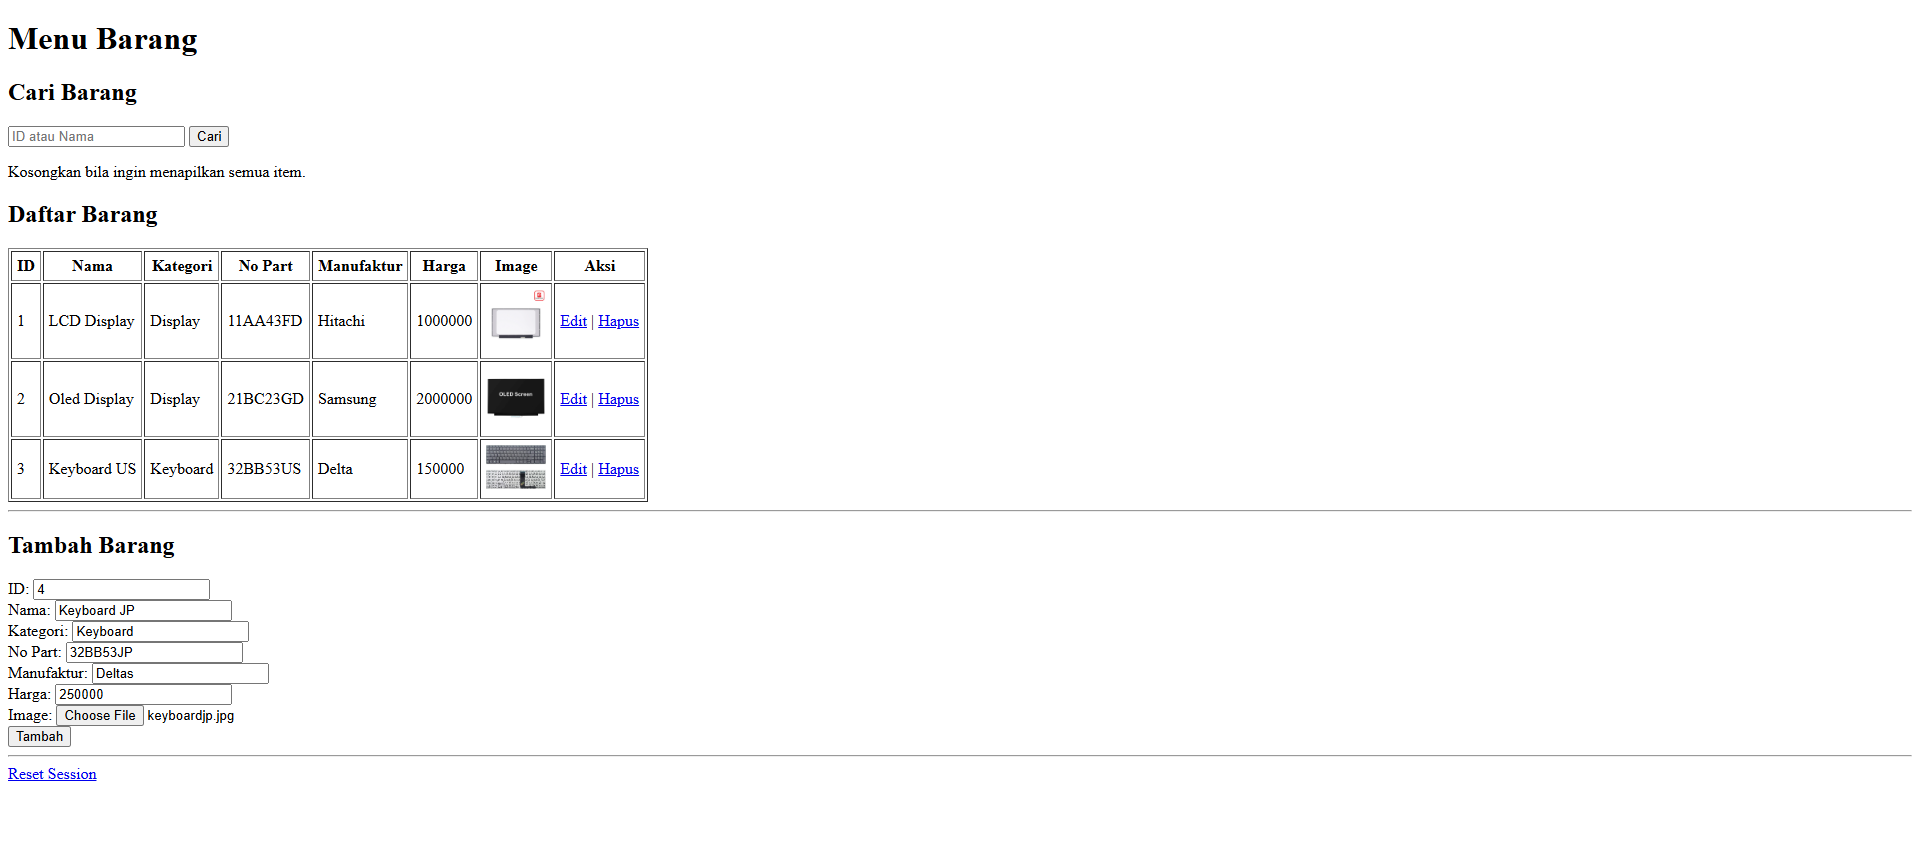 Menu Barang
Cari Barang
ID atau Nama Cari
Kosongkan bila ingin menapilkan semua item.
Daftar Barang
ID Nama Kategori No Part Manufaktur Harga Image Aksi
1 LCD Display Display 11AA43FD Hitachi 1000000 Edit | Hapus
2 Oled Display Display 21BC23GD Samsung 2000000 OLED Screen Edit | Hapus
3 Keyboard US Keyboard 32BB53US Delta 150000 Edit | Hapus
Tambah Barang
ID: 4
Nama: Keyboard JP
Kategori: Keyboard
No Part: 32BB53JP
Manufaktur: Deltas
Harga: 250000
Image: Choose File keyboardjp.jpg
Tambah
Reset Session